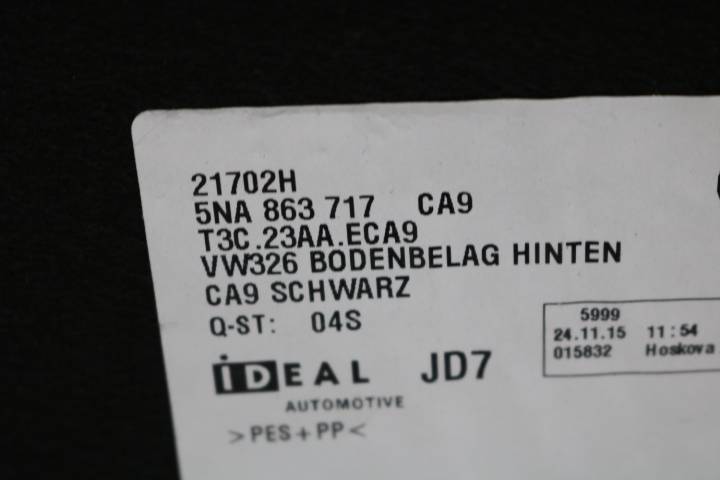 21702H
5NA 863 717 CA9
T3C.23AA.ECA9
VW326 BODENBELAG HINTEN
CA9 SCHWARZ
Q-ST: 04S
5999
24.11.15 11:54
015832 Hoskova
iDEAL JD7
AUTOMOTIVE
>PES+PP<